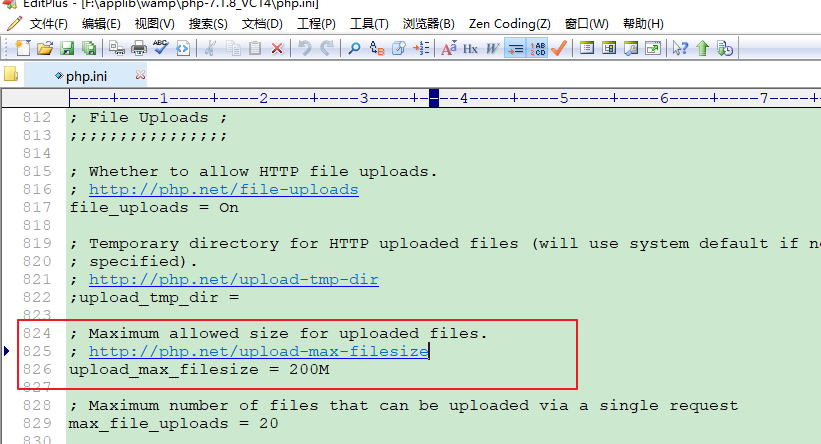 EditPlus - [F:\applib\wamp\php-7.1.8_VC14\php.ini]
文件(F) 编辑(E) 视图(V) 搜索(S) 文档(D) 工程(P) 工具(T) 浏览器(B) Zen Coding(Z) 窗口(W) 帮助(H)
php.ini
----+----1----+----2----+----3----+----4----+----5----+----6----+----7----+-
812 ; File Uploads ;
813 ;;;;;;;;;;;;;;;;
814
815 ; Whether to allow HTTP file uploads.
816 ; http://php.net/file-uploads
817 file_uploads = On
818
819 ; Temporary directory for HTTP uploaded files (will use system default if no
820 ; specified).
821 ; http://php.net/upload-tmp-dir
822 ;upload_tmp_dir =
823
824 ; Maximum allowed size for uploaded files.
825 ; http://php.net/upload-max-filesize
826 upload_max_filesize = 200M
827
828 ; Maximum number of files that can be uploaded via a single request
829 max_file_uploads = 20
830